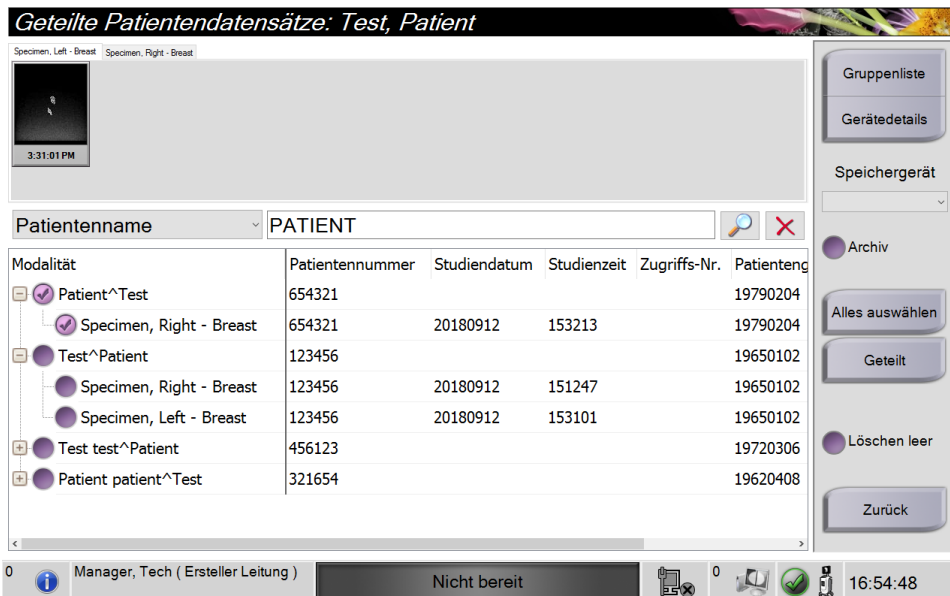 Geteilte Patientendatensätze: Test, Patient
Specimen, Left - Breast Specimen, Right - Breast
3:31:01 PM
Gruppenliste
Gerätedetails
Speichergerät
Archiv
Alles auswählen
Geteilt
Löschen leer
Zurück
Patientenname PATIENT
Modalität Patientennummer Studiendatum Studienzeit Zugriffs-Nr. Patienteng
Patient^Test 654321 19790204
Specimen, Right - Breast 654321 20180912 153213 19790204
Test^Patient 123456 19650102
Specimen, Right - Breast 123456 20180912 151247 19650102
Specimen, Left - Breast 123456 20180912 153101 19650102
Test test^Patient 456123 19720306
Patient patient^Test 321654 19620408
0 Manager, Tech ( Ersteller Leitung ) Nicht bereit 0 16:54:48